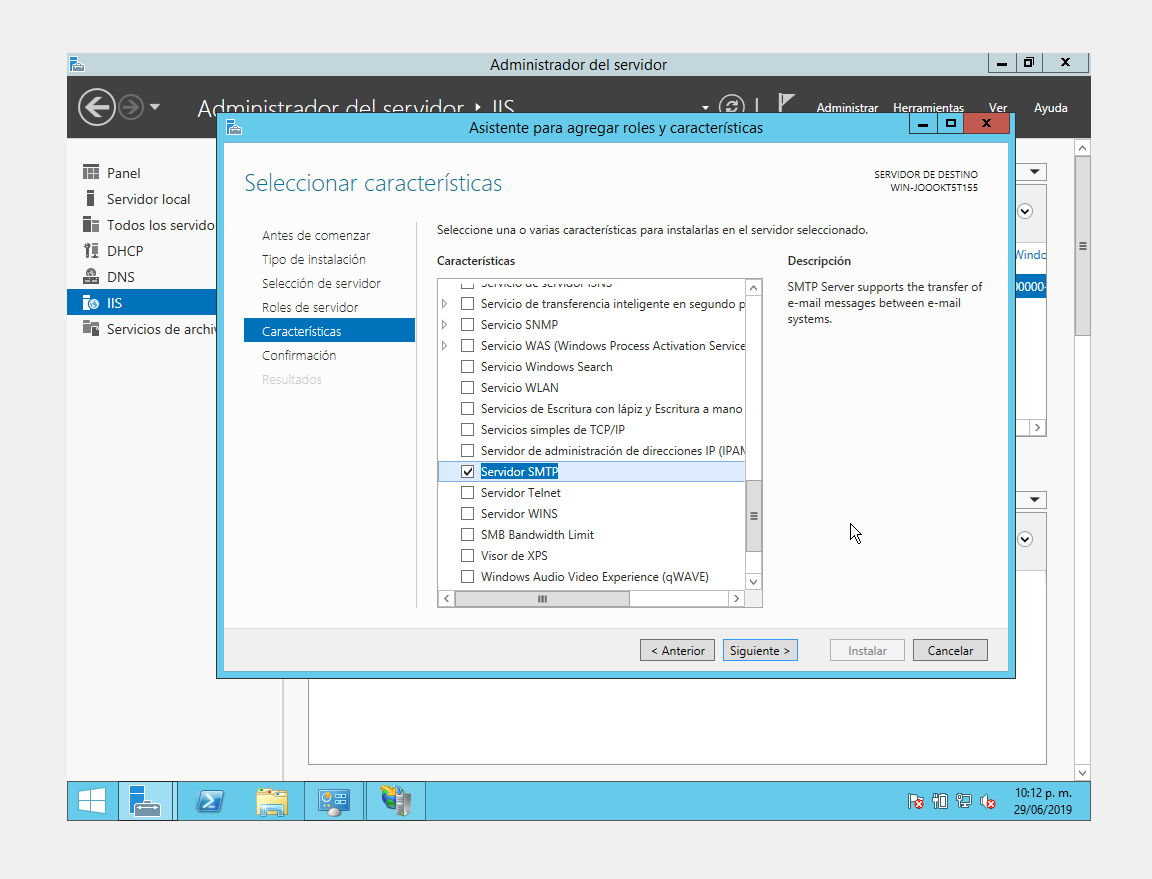 Administrador del servidor
Administrador del servidor ‣ IIS
Administrar Herramientas Ver Ayuda
Asistente para agregar roles y características
Panel
Servidor local
Todos los servido
DHCP
DNS
IIS
Servicios de archiv
Seleccionar características
SERVIDOR DE DESTINO
WIN-JOOOKT5T155
Antes de comenzar
Tipo de instalación
Selección de servidor
Roles de servidor
Características
Confirmación
Resultados
Seleccione una o varias características para instalarlas en el servidor seleccionado.
Características
Servicio de servidor iSNS
Servicio de transferencia inteligente en segundo p
Servicio SNMP
Servicio WAS (Windows Process Activation Service
Servicio Windows Search
Servicio WLAN
Servicios de Escritura con lápiz y Escritura a mano
Servicios simples de TCP/IP
Servidor de administración de direcciones IP (IPAM
Servidor SMTP
Servidor Telnet
Servidor WINS
SMB Bandwidth Limit
Visor de XPS
Windows Audio Video Experience (qWAVE)
Descripción
SMTP Server supports the transfer of
e-mail messages between e-mail
systems.
Windo
00000-
< Anterior
Siguiente >
Instalar
Cancelar
10:12 p. m.
29/06/2019